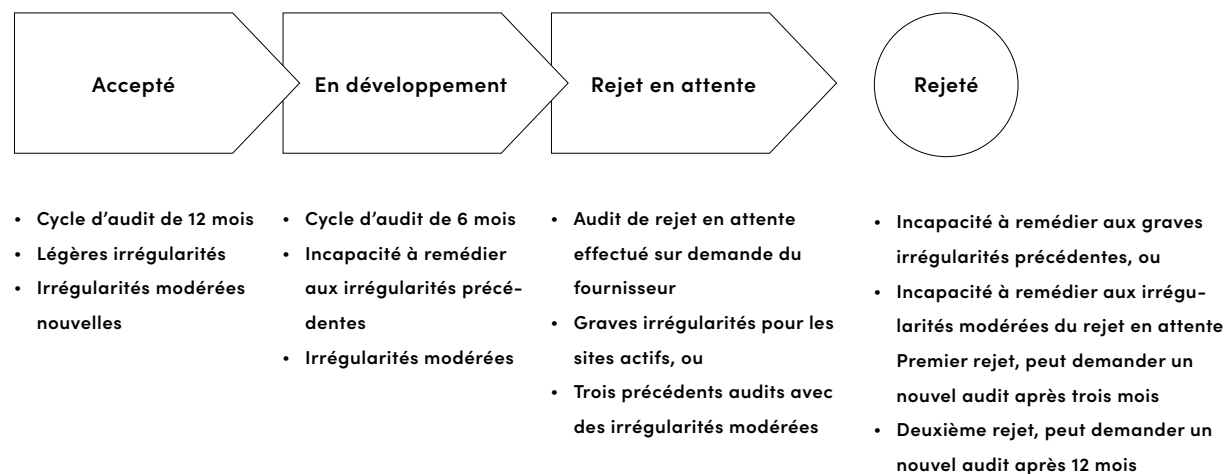 Accepté
En développement
Rejet en attente
Rejeté
• Cycle d'audit de 12 mois
• Légères irrégularités
• Irrégularités modérées
nouvelles
• Cycle d'audit de 6 mois
• Incapacité à remédier
aux irrégularités précé-
dentes
• Irrégularités modérées
• Audit de rejet en attente
effectué sur demande du
fournisseur
• Graves irrégularités pour les
sites actifs, ou
• Trois précédents audits avec
des irrégularités modérées
• Incapacité à remédier aux graves
irrégularités précédentes, ou
• Incapacité à remédier aux irrégu-
larités modérées du rejet en attente
Premier rejet, peut demander un
nouvel audit après trois mois
• Deuxième rejet, peut demander un
nouvel audit après 12 mois